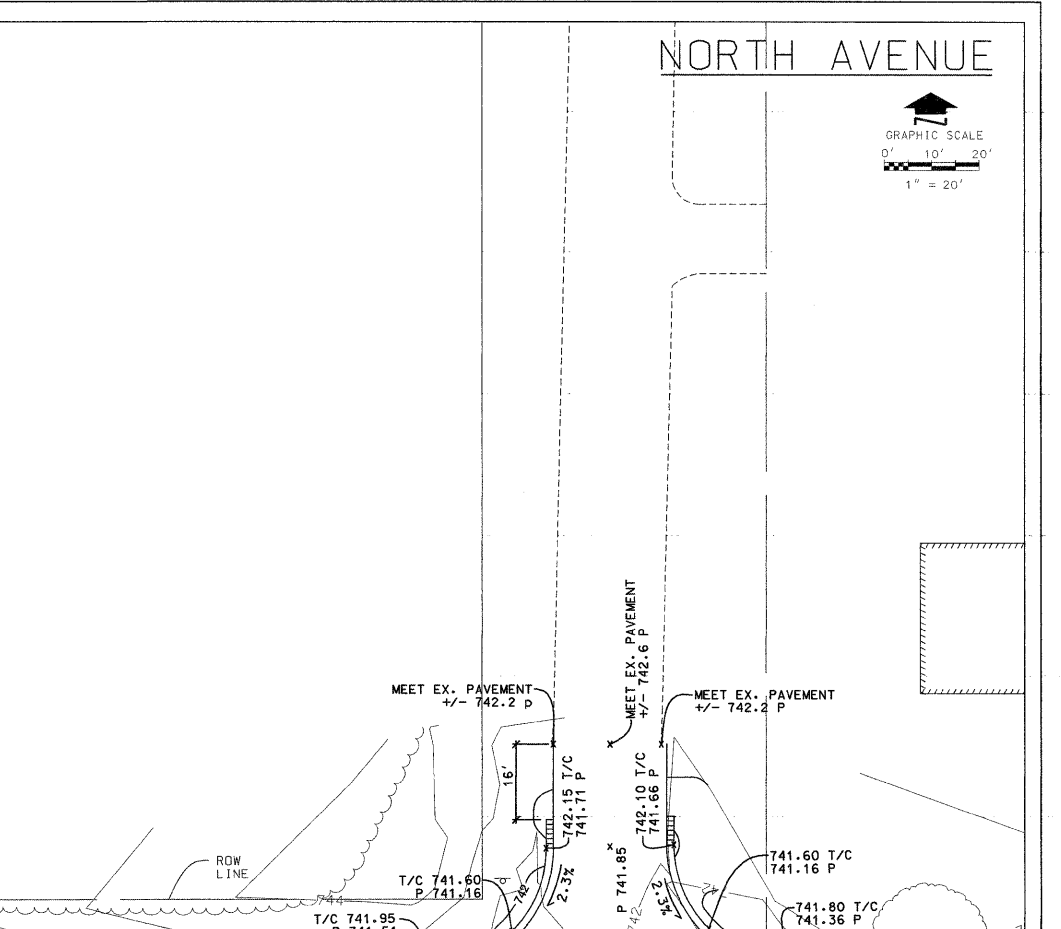 NORTH AVENUE
GRAPHIC SCALE
0' 10' 20'
1" = 20'
MEET EX. PAVEMENT
+/- 742.6 P
MEET EX. PAVEMENT
+/- 742.2 p
MEET EX. PAVEMENT
+/- 742.2 P
16'
742.15 T/C
741.71 P
742.10 T/C
741.66 P
P 741.85
741.60 T/C
741.16 P
ROW
LINE
T/C 741.60
P 741.16
742
2.3%
2.3%
742
744
T/C 741.95
741.80 T/C
741.36 P